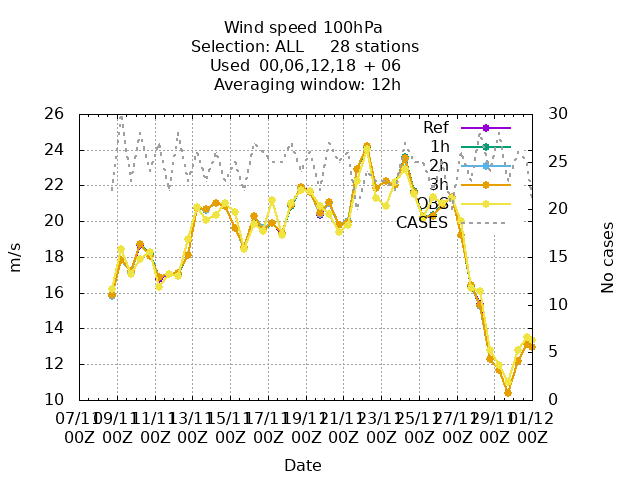 Wind speed 100hPa
Selection: ALL 28 stations
Used 00,06,12,18 + 06
Averaging window: 12h
Ref
1h
2h
3h
OBS
CASES
26
24
22
20
18
16
14
12
10
30
25
20
15
10
5
0
m/s
No cases
07/11 09/11 11/11 13/11 15/11 17/11 19/11 21/11 23/11 25/11 27/11 29/11 01/12
00Z 00Z 00Z 00Z 00Z 00Z 00Z 00Z 00Z 00Z 00Z 00Z 00Z
Date